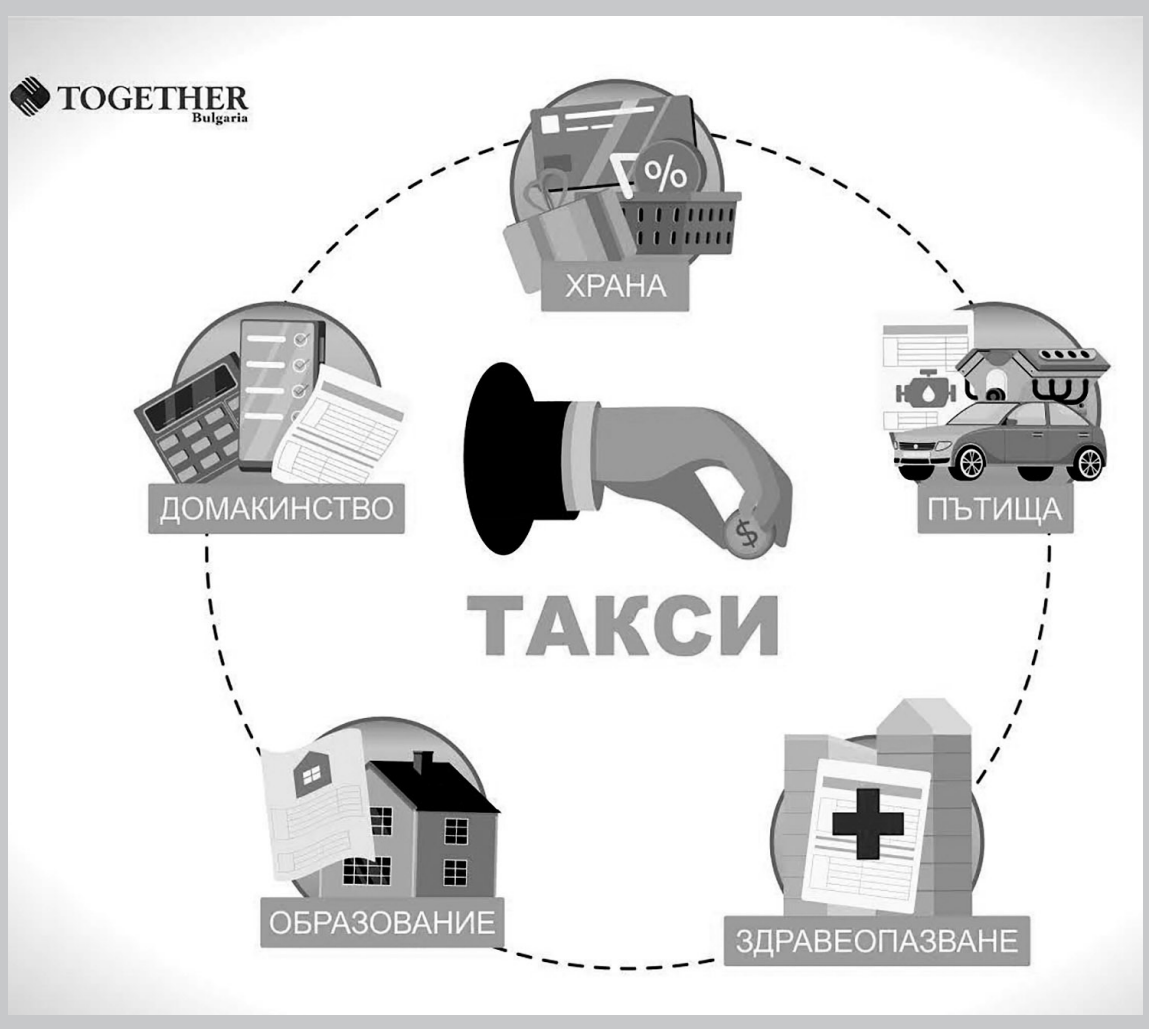 TOGETHER
Bulgaria
%
ХРАНА
ДОМАКИНСТВО
ПЪТИЩА
$
ТАКСИ
ОБРАЗОВАНИЕ
ЗДРАВЕОПАЗВАНЕ